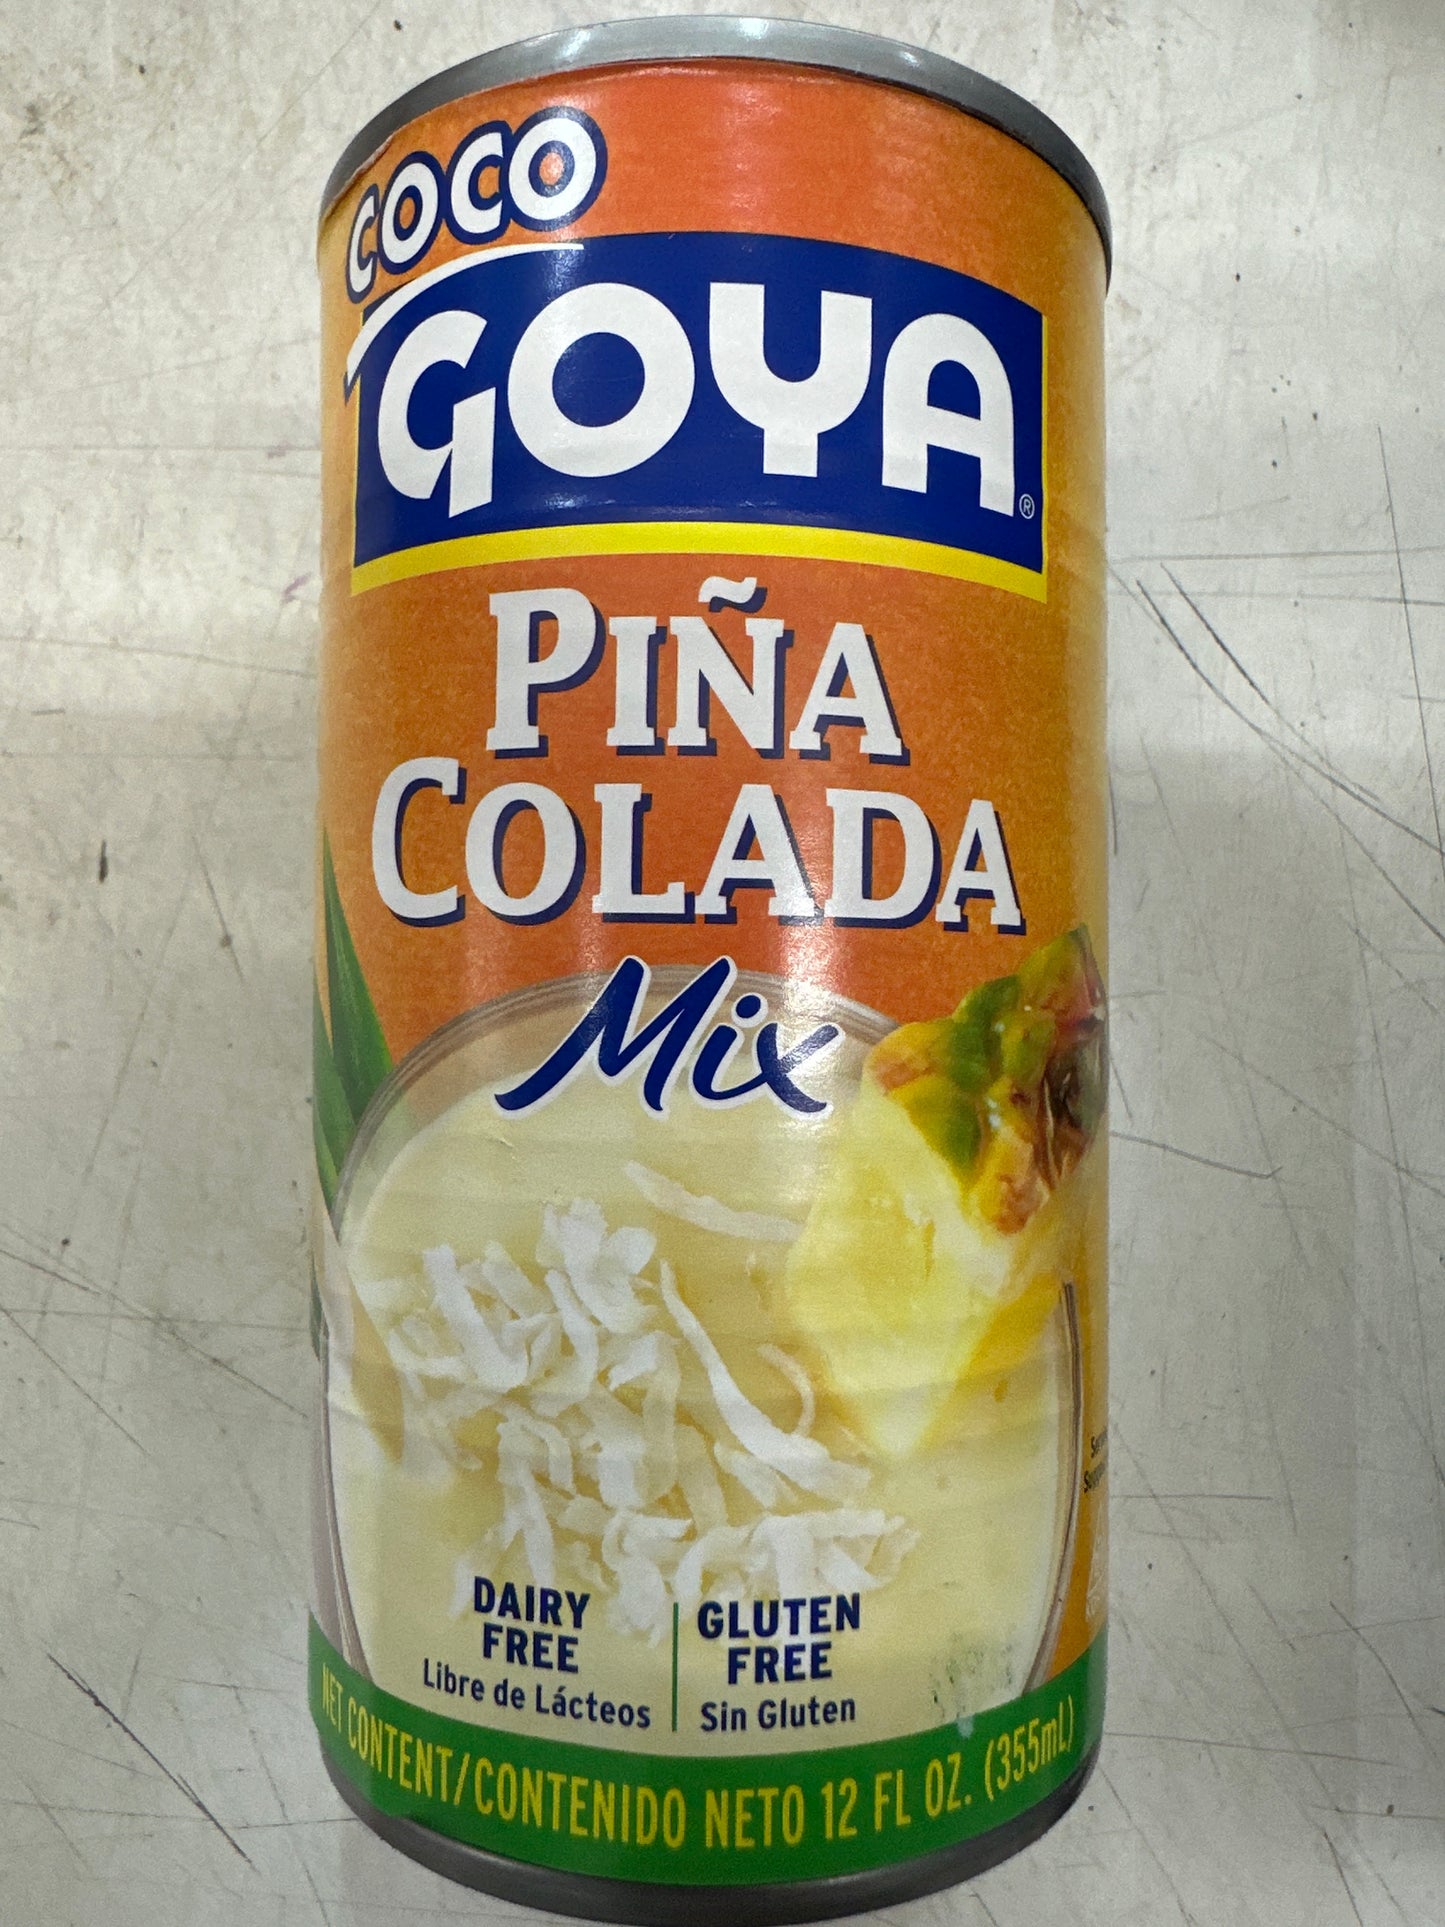 COCO
GOYA®
PIÑA
COLADA
Mix
DAIRY
FREE
Libre de Lácteos
GLUTEN
FREE
Sin Gluten
NET CONTENT/CONTENIDO NETO 12 FL OZ. (355mL)